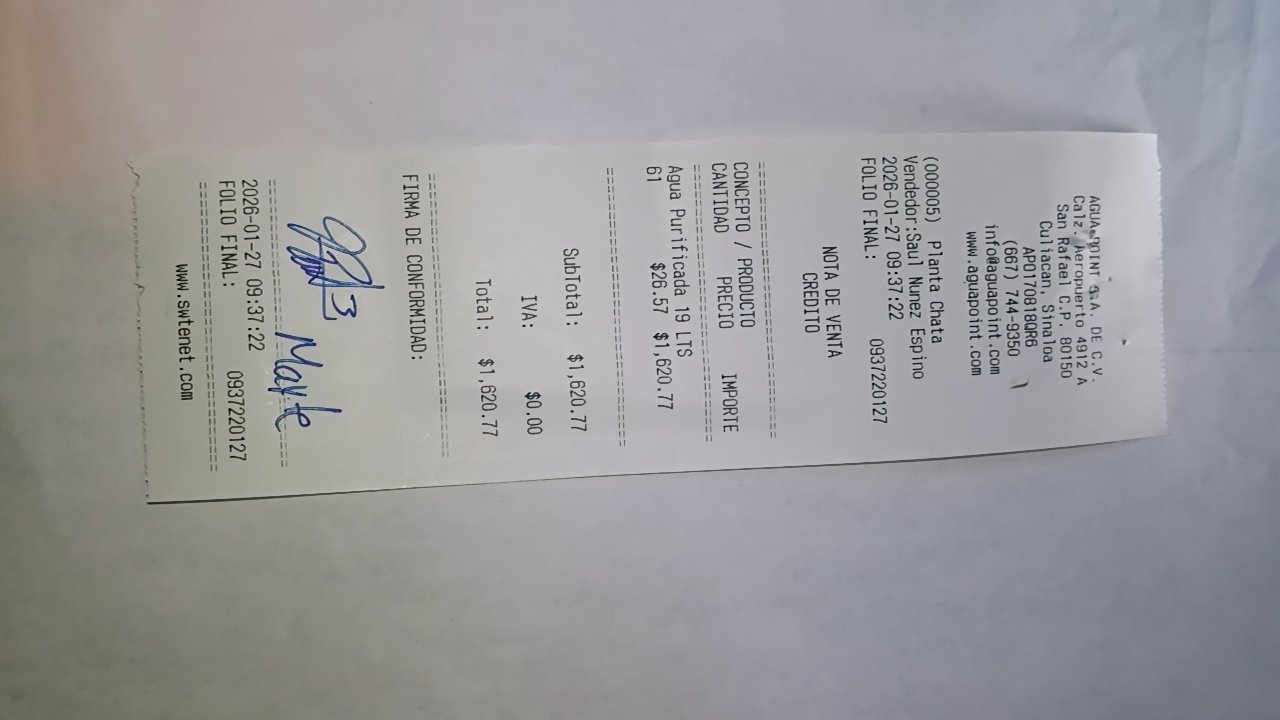 AGUAPOINT S.A. DE C.V.
Calz. Aeropuerto 4912 A
San Rafael C.P. 80150
Culiacan, Sinaloa
APO170818QR6
(667) 744-9350
info@aguapoint.com
www.aguapoint.com
(000005) Planta Chata
Vendedor:Saul Nunez Espino
2026-01-27 09:37:22
FOLIO FINAL: 0937220127
NOTA DE VENTA
CREDITO
CONCEPTO / PRODUCTO
CANTIDAD PRECIO IMPORTE
Agua Purificada 19 LTS
61 $26.57 $1,620.77
SubTotal: $1,620.77
IVA: $0.00
Total: $1,620.77
FIRMA DE CONFORMIDAD:
Mayte
2026-01-27 09:37:22
FOLIO FINAL: 0937220127
www.swtenet.com